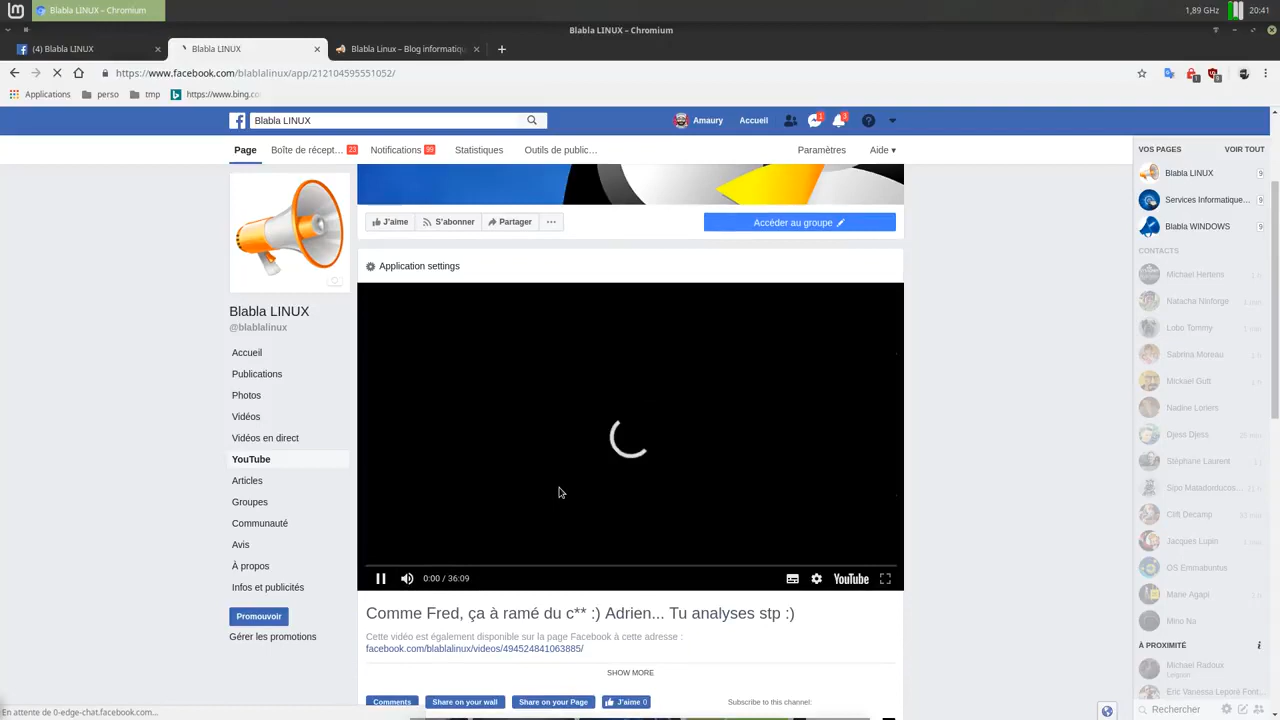 Blabla LINUX – Chromium
1,89 GHz
20:41
Blabla LINUX – Chromium
(4) Blabla LINUX
Blabla LINUX
Blabla Linux – Blog informatiqu
https://www.facebook.com/blablalinux/app/212104595551052/
Applications
perso
tmp
https://www.bing.co
Blabla LINUX
Amaury
Accueil
1
3
Page
Boîte de récept… 23
Notifications 99
Statistiques
Outils de public…
Paramètres
Aide ▾
VOS PAGES
VOIR TOUT
Blabla LINUX 9
Services Informatique... 9
Blabla WINDOWS 9
CONTACTS
Michael Hertens
Natacha Ninforge
Lobo Tommy
Sabrina Moreau
Mickael Gutt
Nadine Loriers
Djess Djess
Stéphane Laurent
Sipo Matadorducos...
Clift Decamp
Jacques Lupin
OS Emmabuntus
Mane Agapi
Mino Na
À PROXIMITÉ
Michael Radoux
Rechercher
J'aime
S'abonner
Partager
Accéder au groupe
Application settings
Blabla LINUX
@blablalinux
Accueil
Publications
Photos
Vidéos
Vidéos en direct
YouTube
Articles
Groupes
Communauté
Avis
À propos
Infos et publicités
Promouvoir
Gérer les promotions
0:00 / 36:09
YouTube
Comme Fred, ça à ramé du c** :) Adrien... Tu analyses stp :)
Cette vidéo est également disponible sur la page Facebook à cette adresse :
facebook.com/blablalinux/videos/494524841063885/
SHOW MORE
Comments
Share on your wall
Share on your Page
J'aime 0
Subscribe to this channel:
En attente de 0-edge-chat.facebook.com...